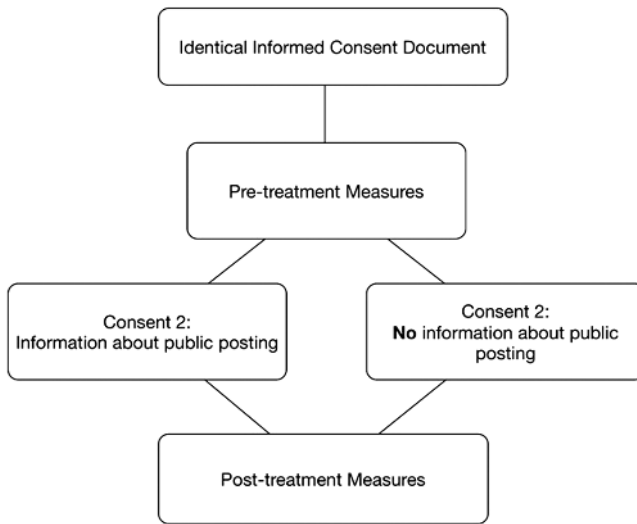 Identical Informed Consent Document
Pre-treatment Measures
Consent 2:
Information about public posting
Consent 2:
No information about public
posting
Post-treatment Measures